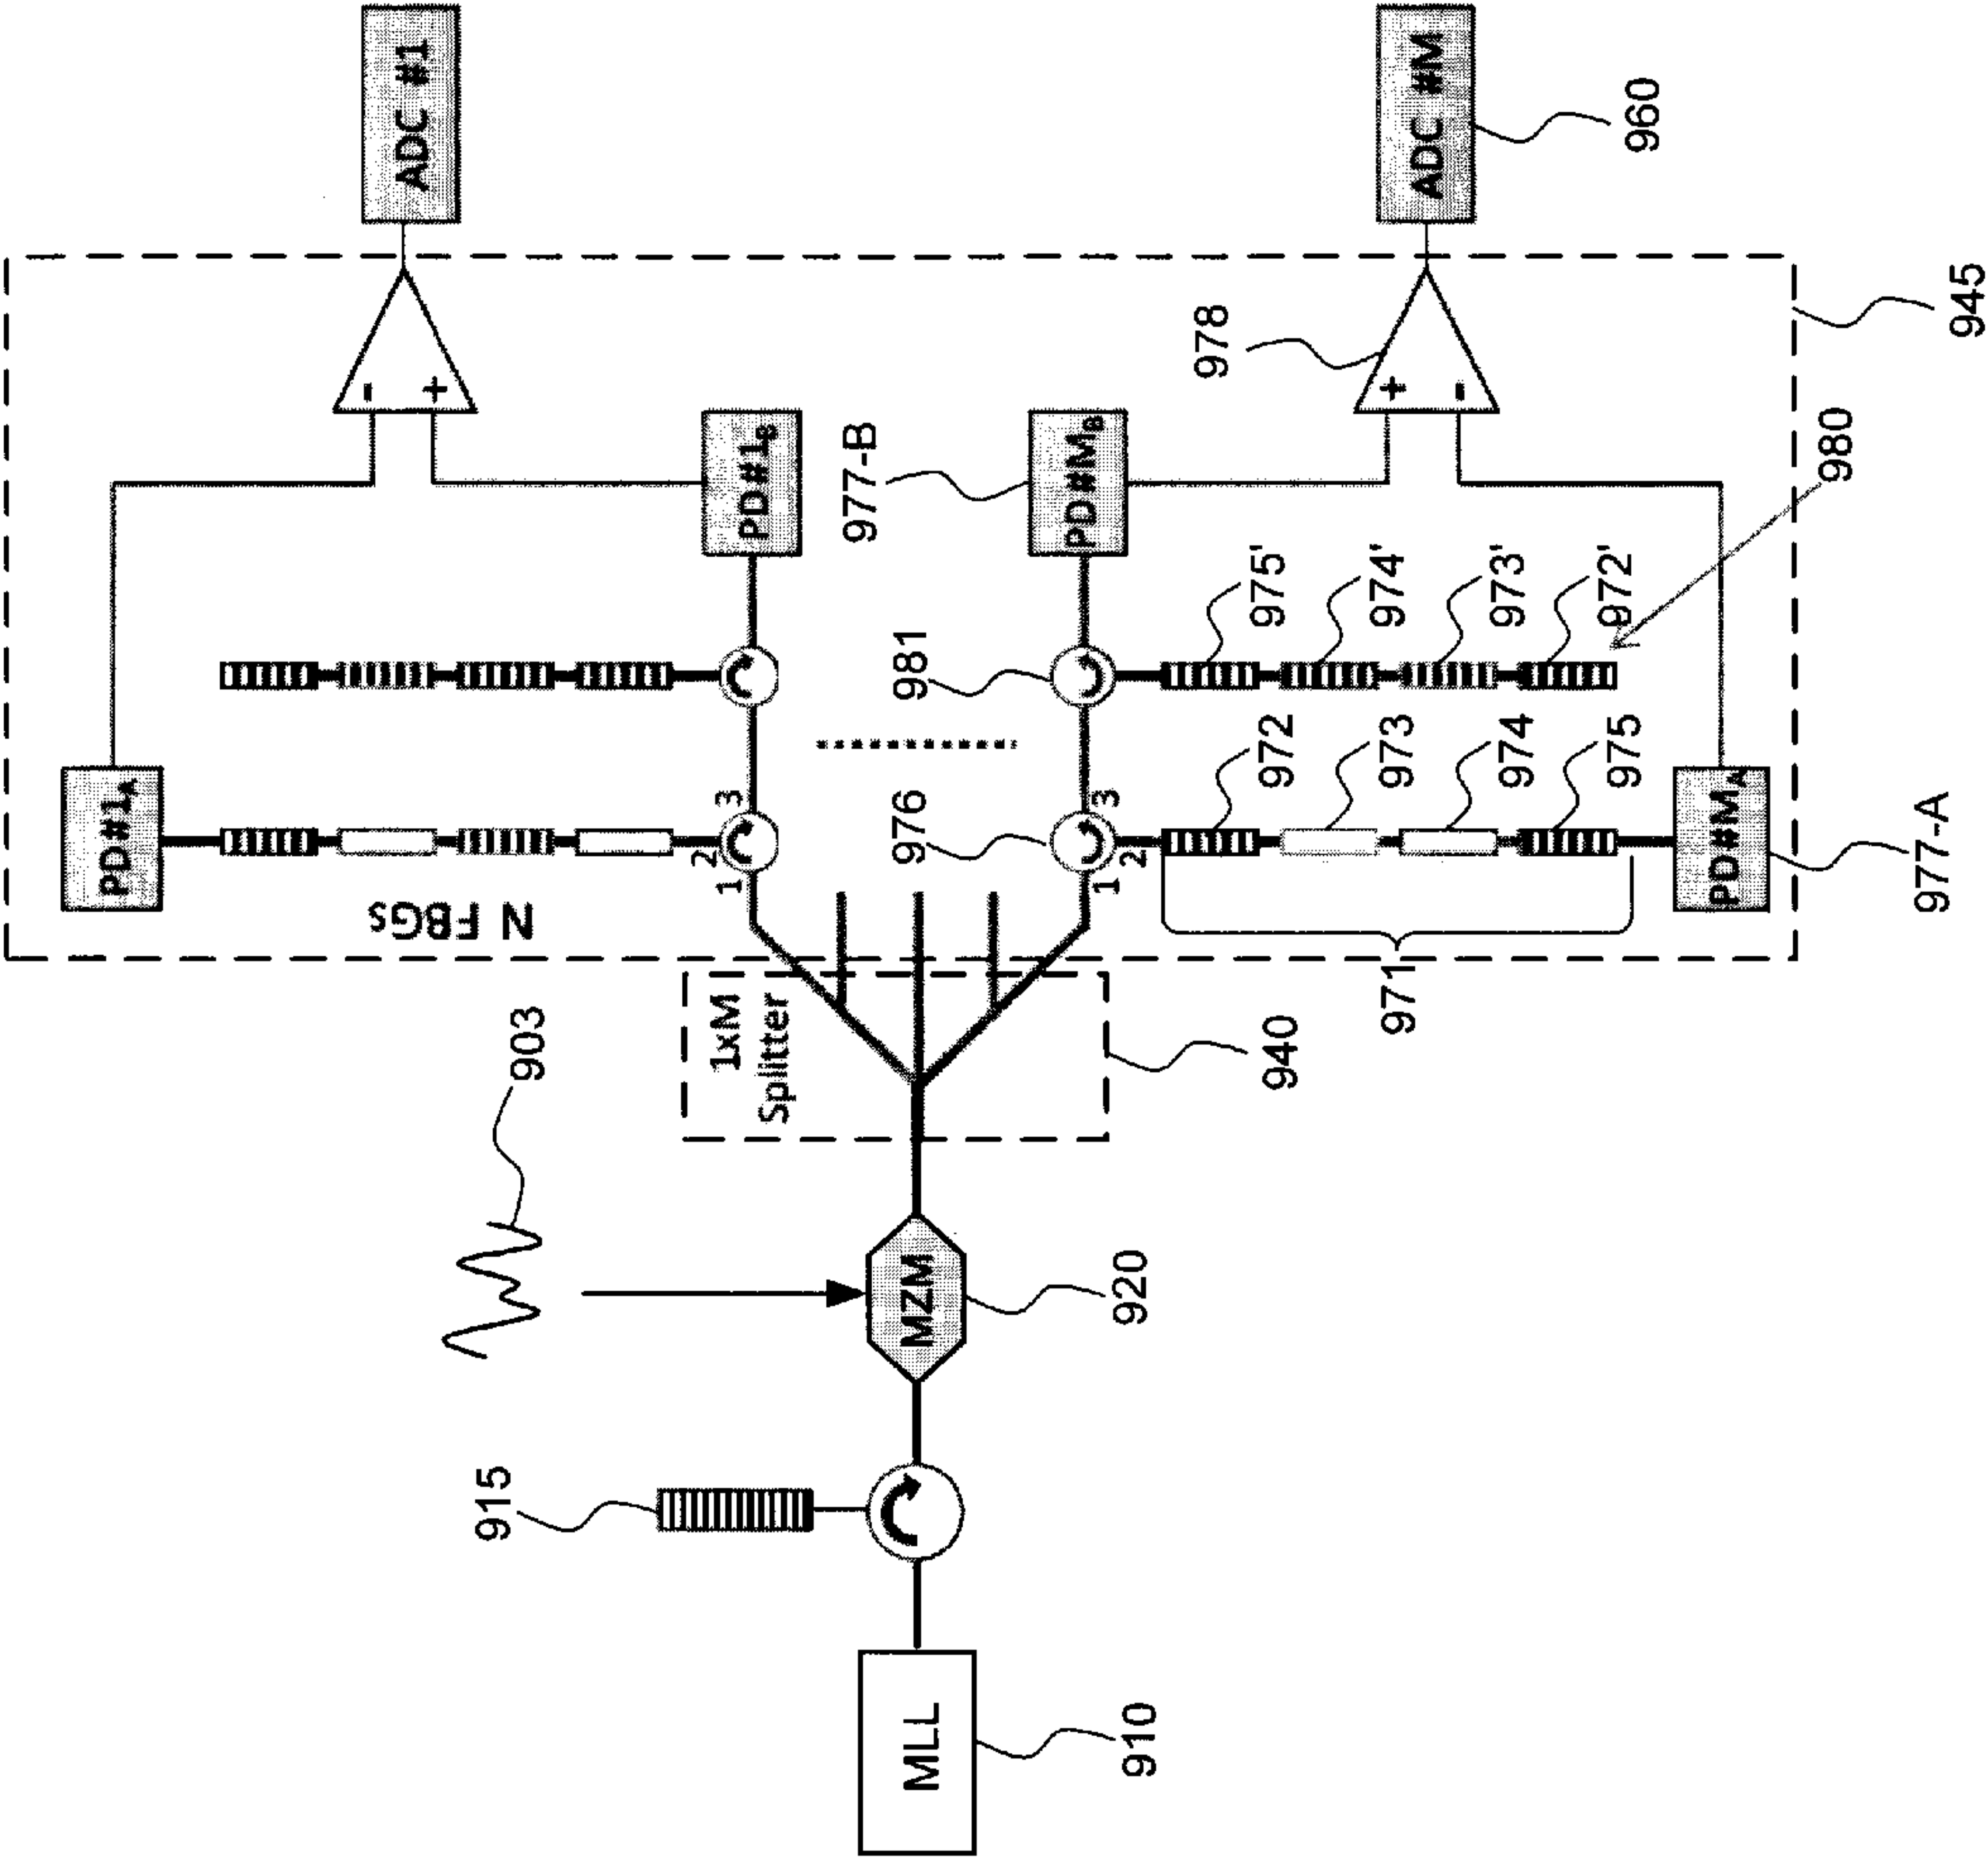 MLL
910
915
MZM
920
903
1xM
Splitter
940
N FBGs
971
PD#1A
1
2
3
976
1
2
3
972
973
974
975
PD#MA
977-A
981
975'
974'
973'
972'
980
PD#1B
977-B
PD#MB
-
+
978
+
-
945
ADC #1
ADC #M
960